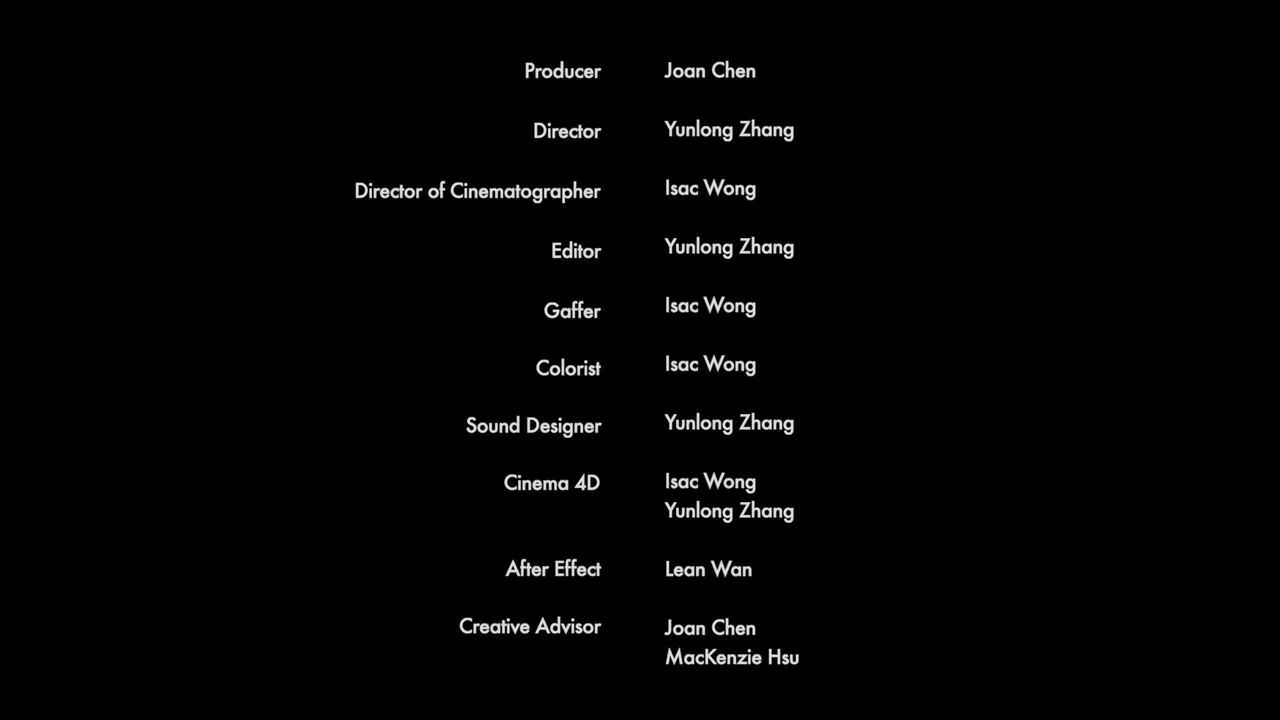 Producer Joan Chen
Director Yunlong Zhang
Director of Cinematographer Isac Wong
Editor Yunlong Zhang
Gaffer Isac Wong
Colorist Isac Wong
Sound Designer Yunlong Zhang
Cinema 4D Isac Wong
Yunlong Zhang
After Effect Lean Wan
Creative Advisor Joan Chen
MacKenzie Hsu